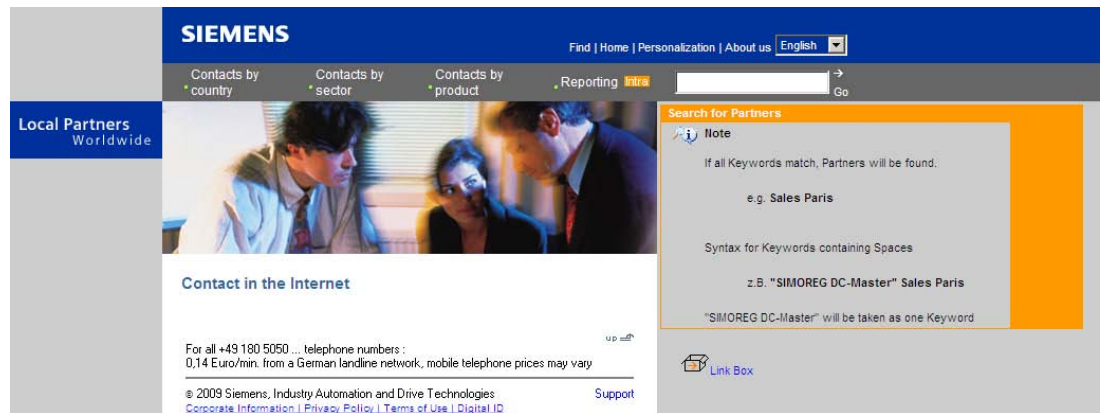 SIEMENS
Find | Home | Personalization | About us English
Contacts by country
Contacts by sector
Contacts by product
Reporting Intra
Go
Local Partners
Worldwide
Search for Partners
Note
If all Keywords match, Partners will be found.
e.g. Sales Paris
Syntax for Keywords containing Spaces
z.B. "SIMOREG DC-Master" Sales Paris
"SIMOREG DC-Master" will be taken as one Keyword
Contact in the Internet
up
For all +49 180 5050 ... telephone numbers :
0,14 Euro/min. from a German landline network, mobile telephone prices may vary
Link Box
© 2009 Siemens, Industry Automation and Drive Technologies Support
Corporate Information | Privacy Policy | Terms of Use | Digital ID